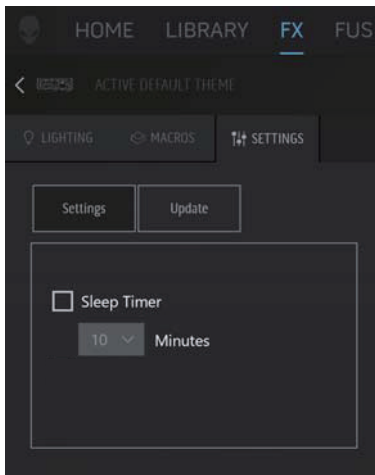 HOME LIBRARY FX FUS
ACTIVE DEFAULT THEME
LIGHTING MACROS SETTINGS
Settings Update
Sleep Timer
10 Minutes